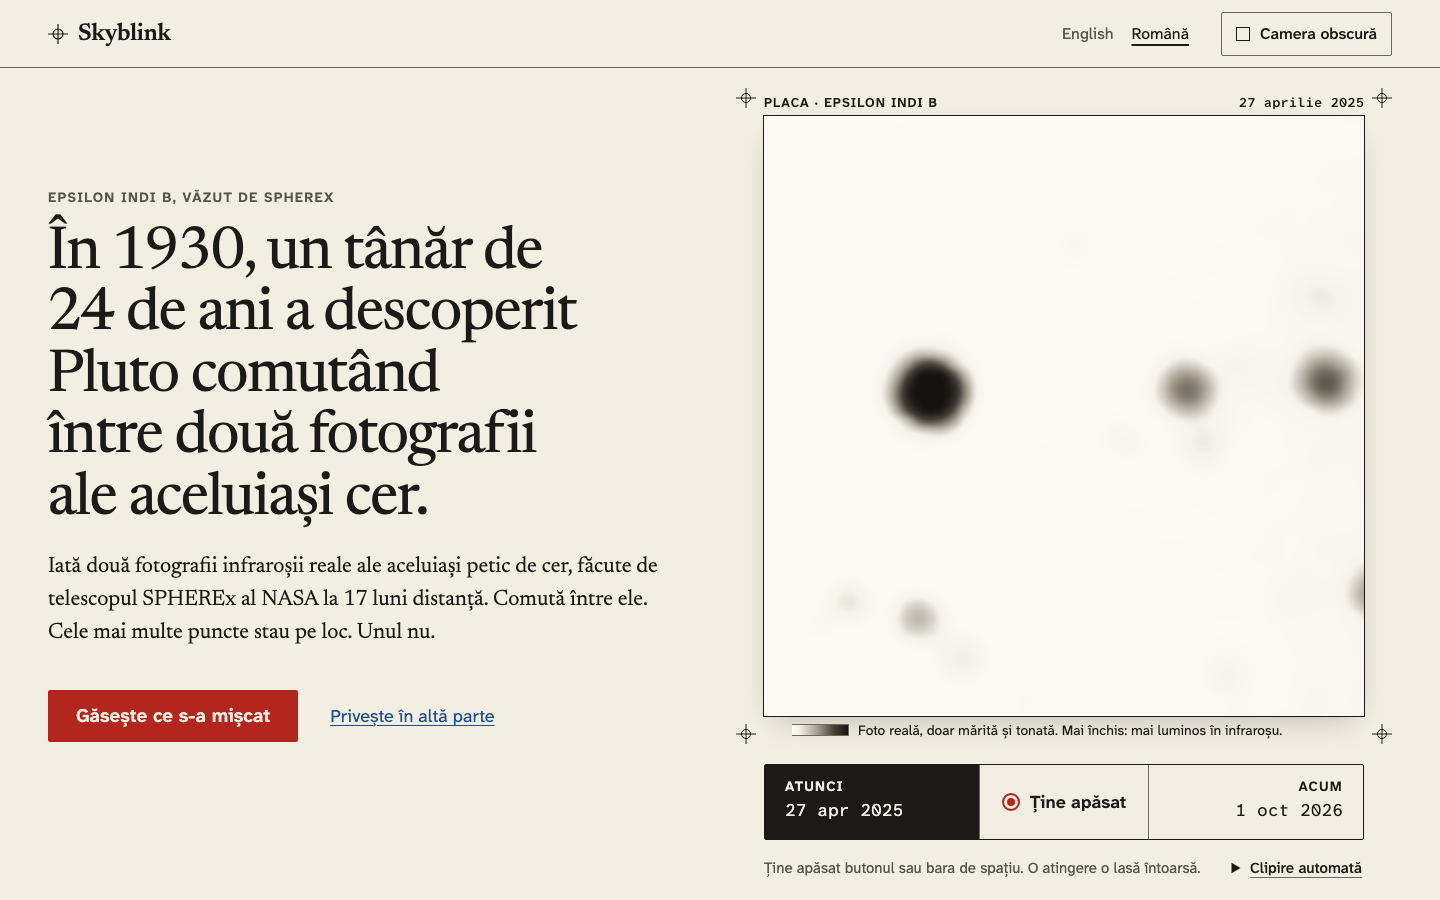 Skyblink
English
Română
Camera obscură
EPSILON INDI B, VĂZUT DE SPHEREX
În 1930, un tânăr de
24 de ani a descoperit
Pluto comutând
între două fotografii
ale aceluiași cer.
Iată două fotografii infraroșii reale ale aceluiași petic de cer, făcute de
telescopul SPHEREx al NASA la 17 luni distanță. Comută între ele.
Cele mai multe puncte stau pe loc. Unul nu.
Găsește ce s-a mișcat
Privește în altă parte
PLACA · EPSILON INDI B
27 aprilie 2025
Foto reală, doar mărită și tonată. Mai închis: mai luminos în infraroșu.
ATUNCI
27 apr 2025
Ține apăsat
ACUM
1 oct 2026
Ține apăsat butonul sau bara de spațiu. O atingere o lasă întoarsă.
Clipire automată